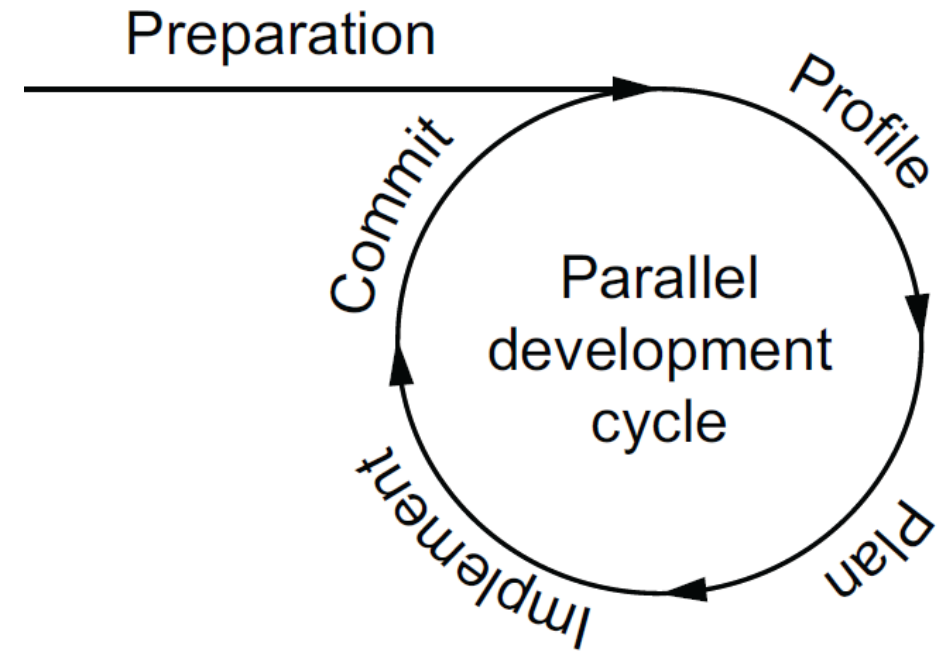 Preparation
Profile
Commit
Parallel
development
cycle
Implement
Plan